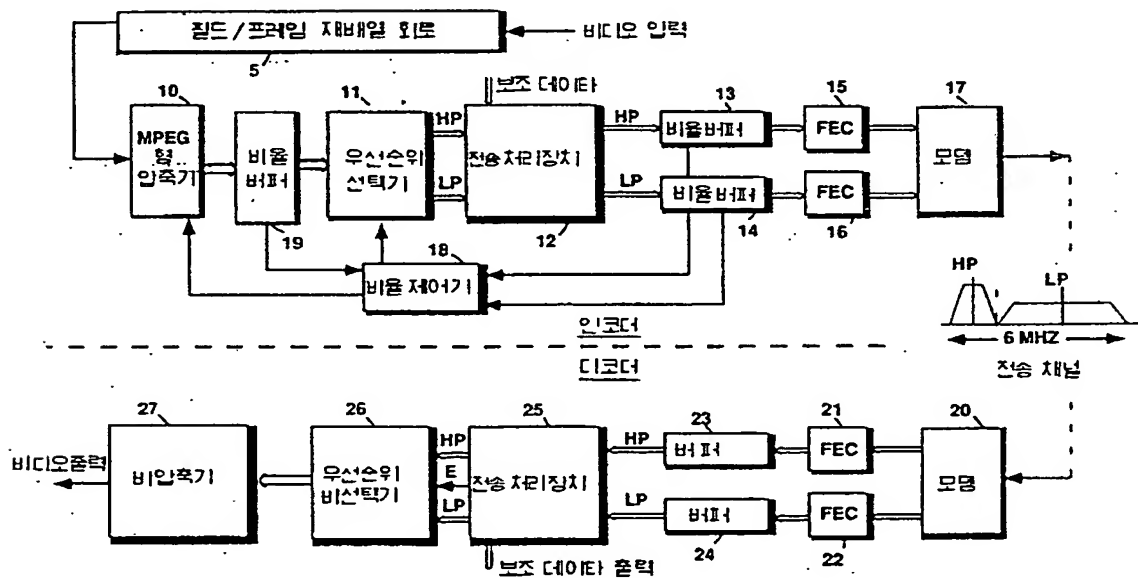 필드/프레임 재배열 회로
비디오 입력
5
10
MPEG
형
압축기
19
비율
버퍼
11
우선순위
선택기
HP
LP
보조 데이타
전송처리장치
12
HP
LP
13
비율버퍼
비율버퍼
14
15
FEC
FEC
16
17
모뎀
18
비율 제어기
인코더
디코더
HP
LP
6 MHZ
전송 채널
27
비압축기
비디오출력
26
우선순위
비선택기
HP
E
LP
25
전송처리장치
보조 데이타 출력
HP
LP
23
버퍼
버퍼
24
21
FEC
FEC
22
20
모뎀